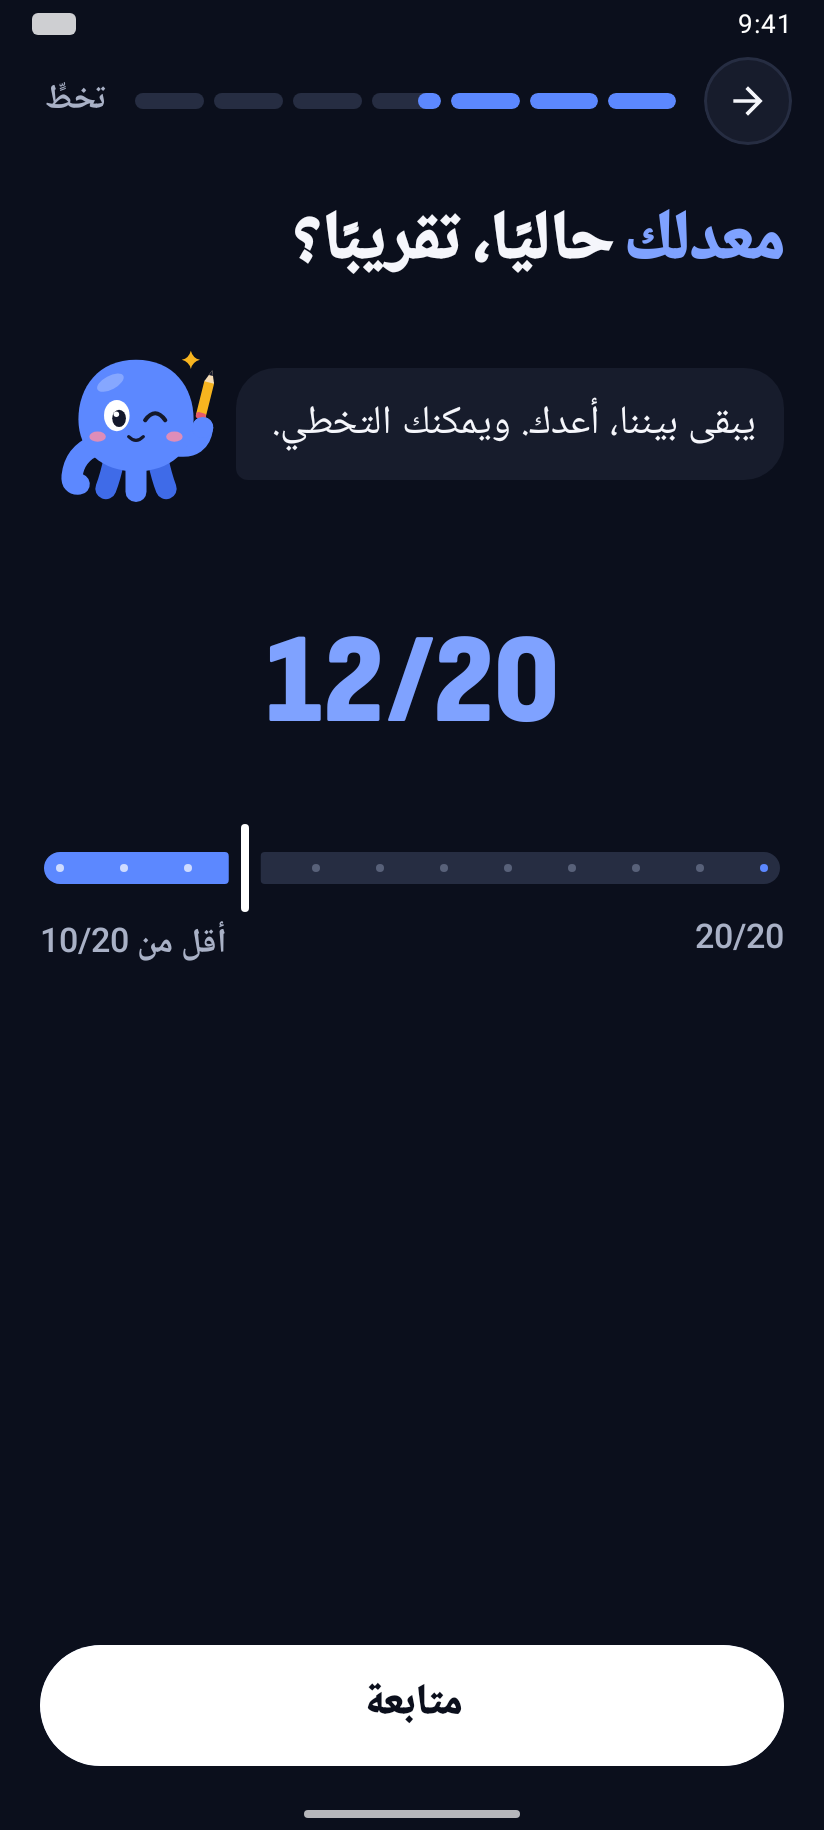 9:41
تخطٍّ
معدلك حاليًا، تقريبًا؟
يبقى بيننا، أعدك. ويمكنك التخطي.
12/20
20/20
أقل من 10/20
متابعة